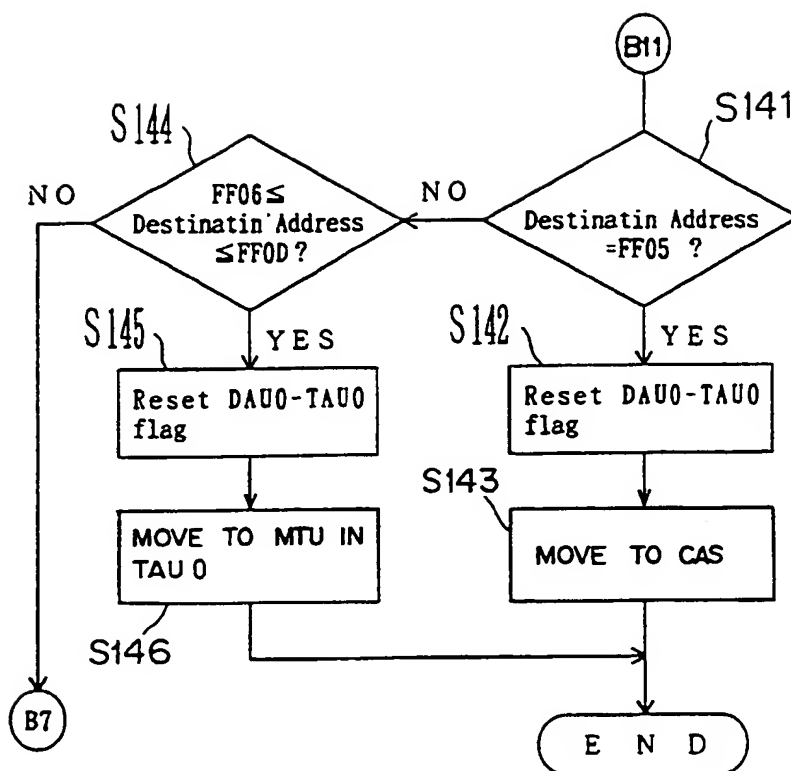 B11
S141
S144
NO
FF06≤
Destinatin' Address
≤FF0D?
NO
Destinatin Address
=FF05 ?
S145
YES
S142
YES
Reset DAU0-TAU0
flag
Reset DAU0-TAU0
flag
S143
MOVE TO MTU IN
TAU 0
MOVE TO CAS
S146
B7
END